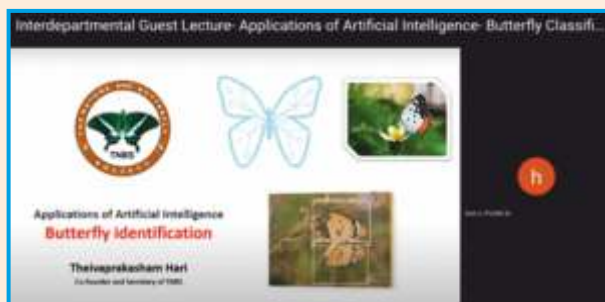 Interdepartmental Guest Lecture- Applications of Artificial Intelligence- Butterfly Classifi...
TNBS
Applications of Artificial Intelligence
Butterfly identification
Theivaprakasham Hari
Co-founder and Secretary of TNBS
h